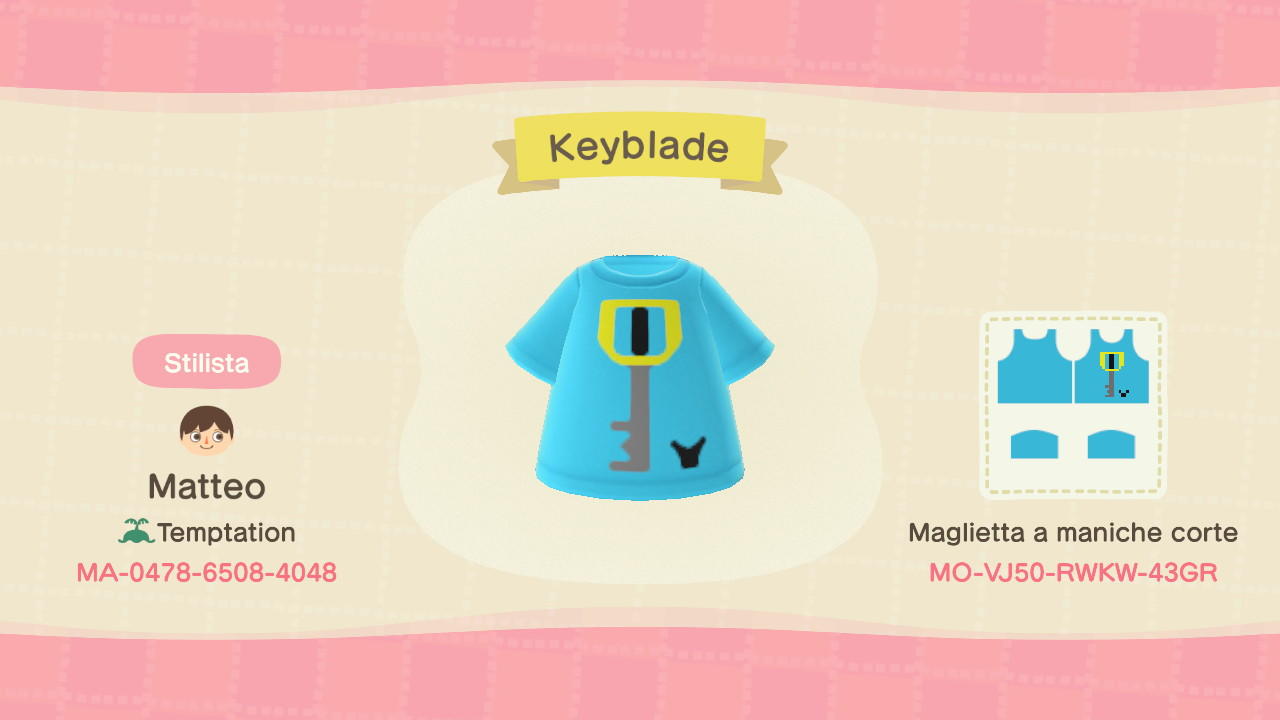 Keyblade
Stilista
Matteo
Temptation
MA-0478-6508-4048
Maglietta a maniche corte
MO-VJ50-RWKW-43GR